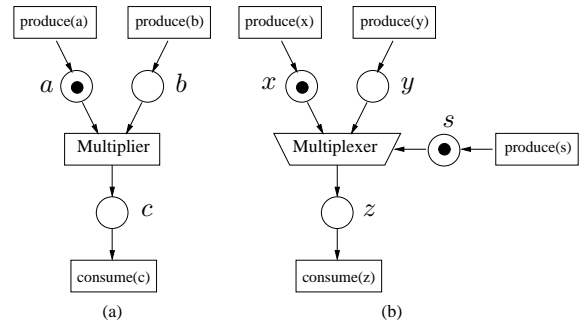 produce(a) produce(b) produce(x) produce(y)
a b x y
s
Multiplier Multiplexer produce(s)
c z
consume(c) consume(z)
(a) (b)